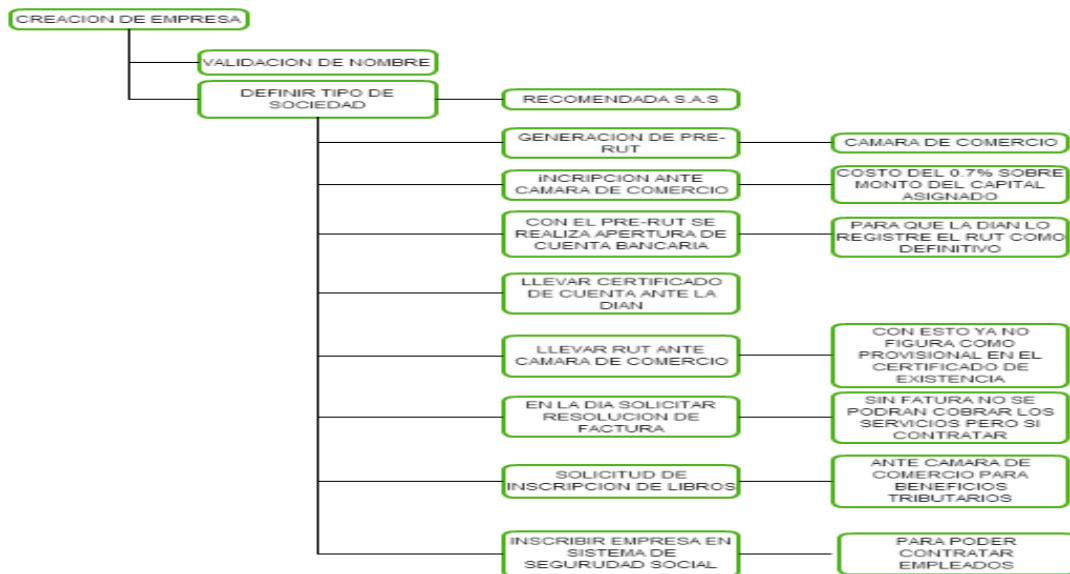 CREACION DE EMPRESA
VALIDACION DE NOMBRE
DEFINIR TIPO DE
SOCIEDAD
RECOMENDADA S.A.S
GENERACION DE PRE-
RUT
CAMARA DE COMERCIO
iNCRIPCION ANTE
CAMARA DE COMERCIO
COSTO DEL 0.7% SOBRE
MONTO DEL CAPITAL
ASIGNADO
CON EL PRE-RUT SE
REALIZA APERTURA DE
CUENTA BANCARIA
PARA QUE LA DIAN LO
REGISTRE EL RUT COMO
DEFINITIVO
LLEVAR CERTIFICADO
DE CUENTA ANTE LA
DIAN
LLEVAR RUT ANTE
CAMARA DE COMERCIO
CON ESTO YA NO
FIGURA COMO
PROVISIONAL EN EL
CERTIFICADO DE
EXISTENCIA
EN LA DIA SOLICITAR
RESOLUCION DE
FACTURA
SIN FATURA NO SE
PODRAN COBRAR LOS
SERVICIOS PERO SI
CONTRATAR
SOLICITUD DE
INSCRIPCION DE LIBROS
ANTE CAMARA DE
COMERCIO PARA
BENEFICIOS
TRIBUTARIOS
INSCRIBIR EMPRESA EN
SISTEMA DE
SEGURUDAD SOCIAL
PARA PODER
CONTRATAR
EMPLEADOS